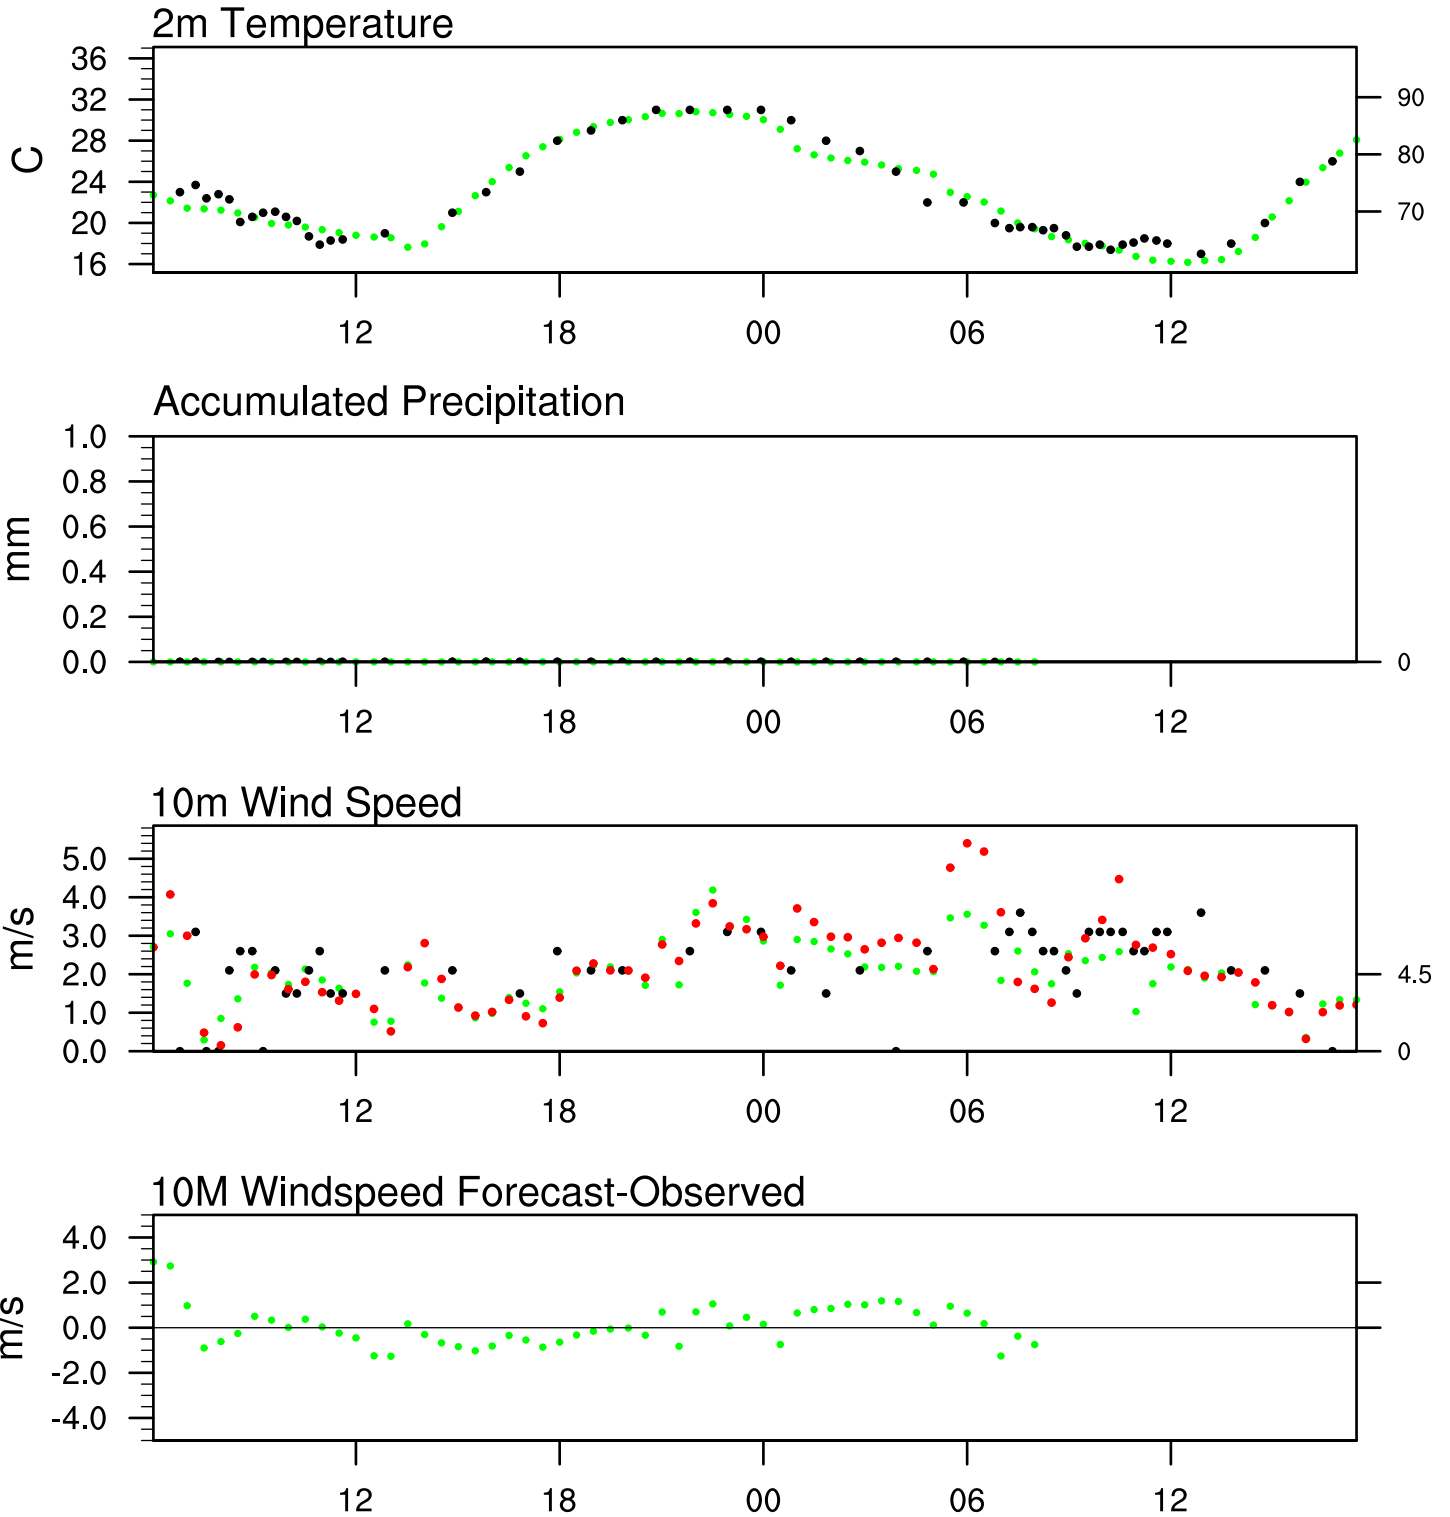 2m Temperature
36
32
28
24
20
16
C
90
80
70
12 18 00 06 12
Accumulated Precipitation
1.0
0.8
0.6
0.4
0.2
0.0
mm
0
12 18 00 06 12
10m Wind Speed
5.0
4.0
3.0
2.0
1.0
0.0
m/s
4.5
0
12 18 00 06 12
10M Windspeed Forecast-Observed
4.0
2.0
0.0
-2.0
-4.0
m/s
12 18 00 06 12